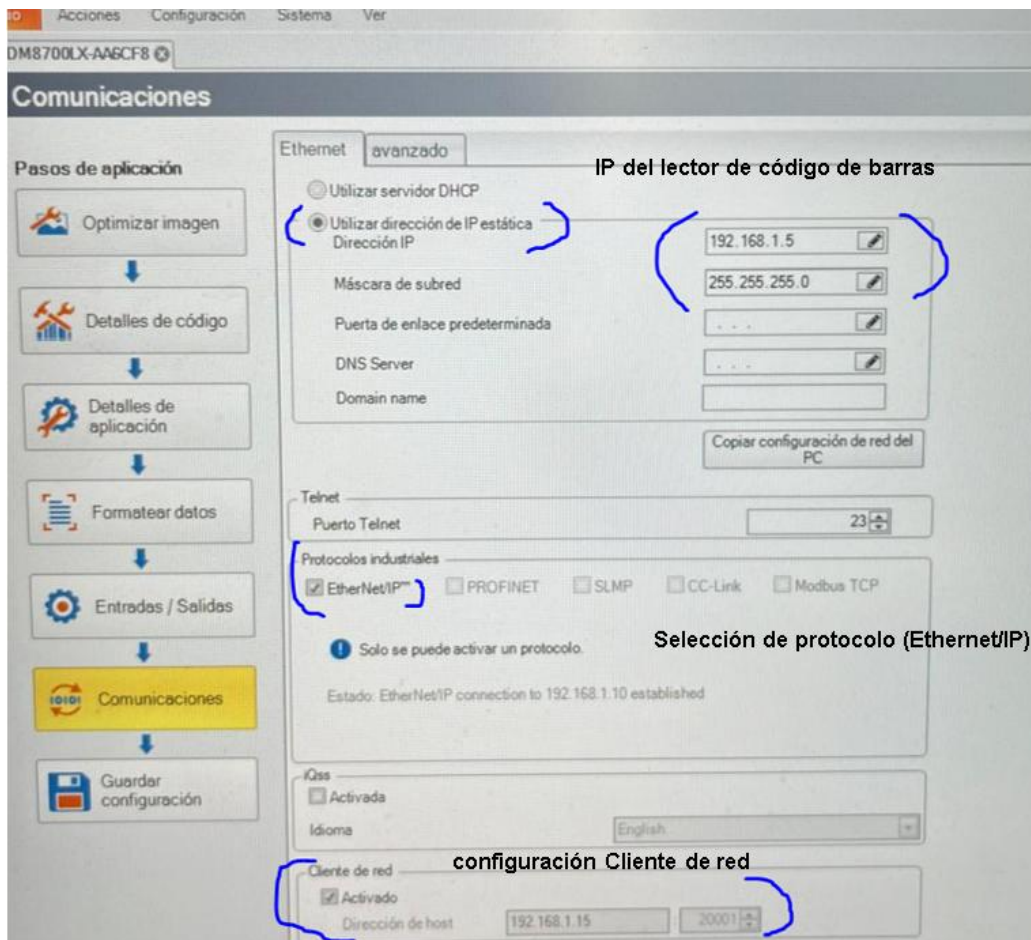 Acciones Configuración Sistema Ver
DM8700LX-AA6CF8
Comunicaciones
Pasos de aplicación
Optimizar imagen
Detalles de código
Detalles de
aplicación
Formatear datos
Entradas / Salidas
Comunicaciones
Guardar
configuración
Ethernet avanzado
IP del lector de código de barras
Utilizar servidor DHCP
Utilizar dirección de IP estática
Dirección IP 192.168.1.5
Máscara de subred 255.255.255.0
Puerta de enlace predeterminada . . .
DNS Server . . .
Domain name
Copiar configuración de red del
PC
Telnet
Puerto Telnet 23
Protocolos industriales
EtherNet/IP™ PROFINET SLMP CC-Link Modbus TCP
Selección de protocolo (Ethernet/IP)
Solo se puede activar un protocolo.
Estado: EtherNet/IP connection to 192.168.1.10 established
iQss
Activada
Idioma English
configuración Cliente de red
Cliente de red
Activado
Dirección de host 192.168.1.15 : 20001